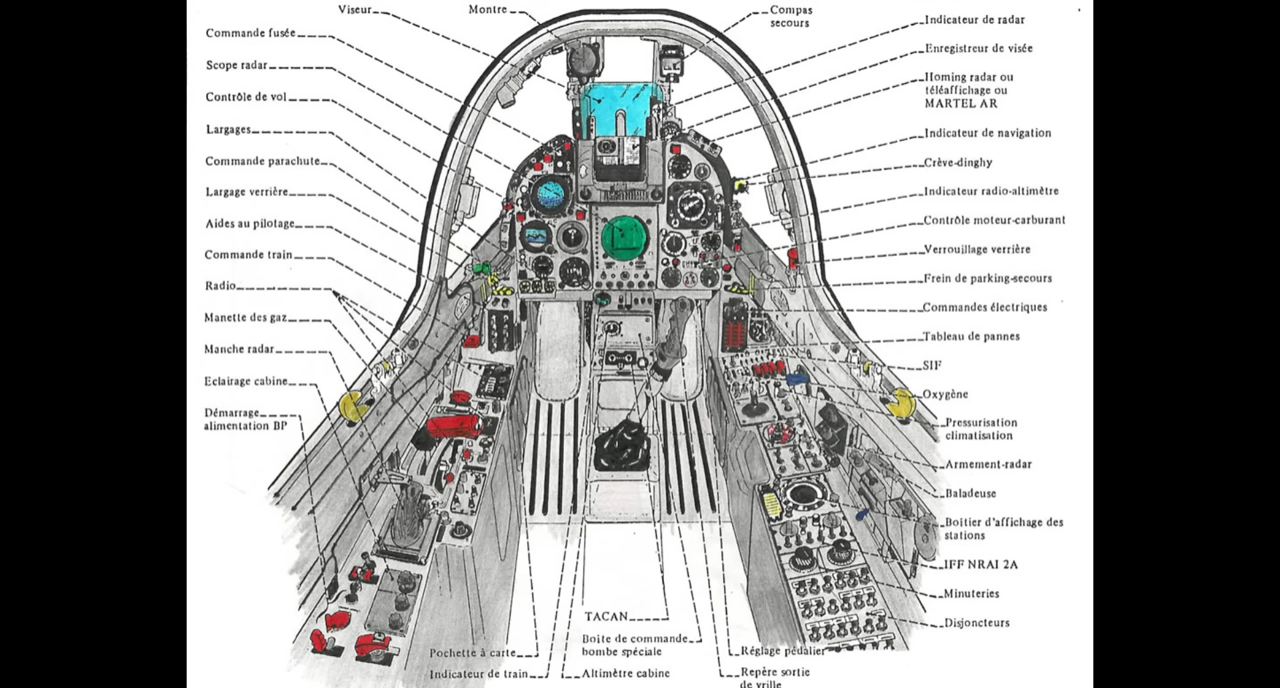 Viseur
Montre
Compas
secours
Commande fusée
Scope radar
Contrôle de vol
Largages
Commande parachute
Largage verrière
Aides au pilotage
Commande train
Radio
Manette des gaz
Manche radar
Eclairage cabine
Démarrage
alimentation BP
Indicateur de radar
Enregistreur de visée
Homing radar ou
téléaffichage ou
MARTEL AR
Indicateur de navigation
Crève-dinghy
Indicateur radio-altimètre
Contrôle moteur-carburant
Verrouillage verrière
Frein de parking-secours
Commandes électriques
Tableau de pannes
SIF
Oxygène
Pressurisation
climatisation
Armement-radar
Baladeuse
Boîtier d'affichage des
stations
IFF NRAI 2A
Minuteries
Disjoncteurs
TACAN
Boîte de commande
bombe spéciale
Pochette à carte
Indicateur de train
Altimètre cabine
Réglage pédalier
Repère sortie
de vrille